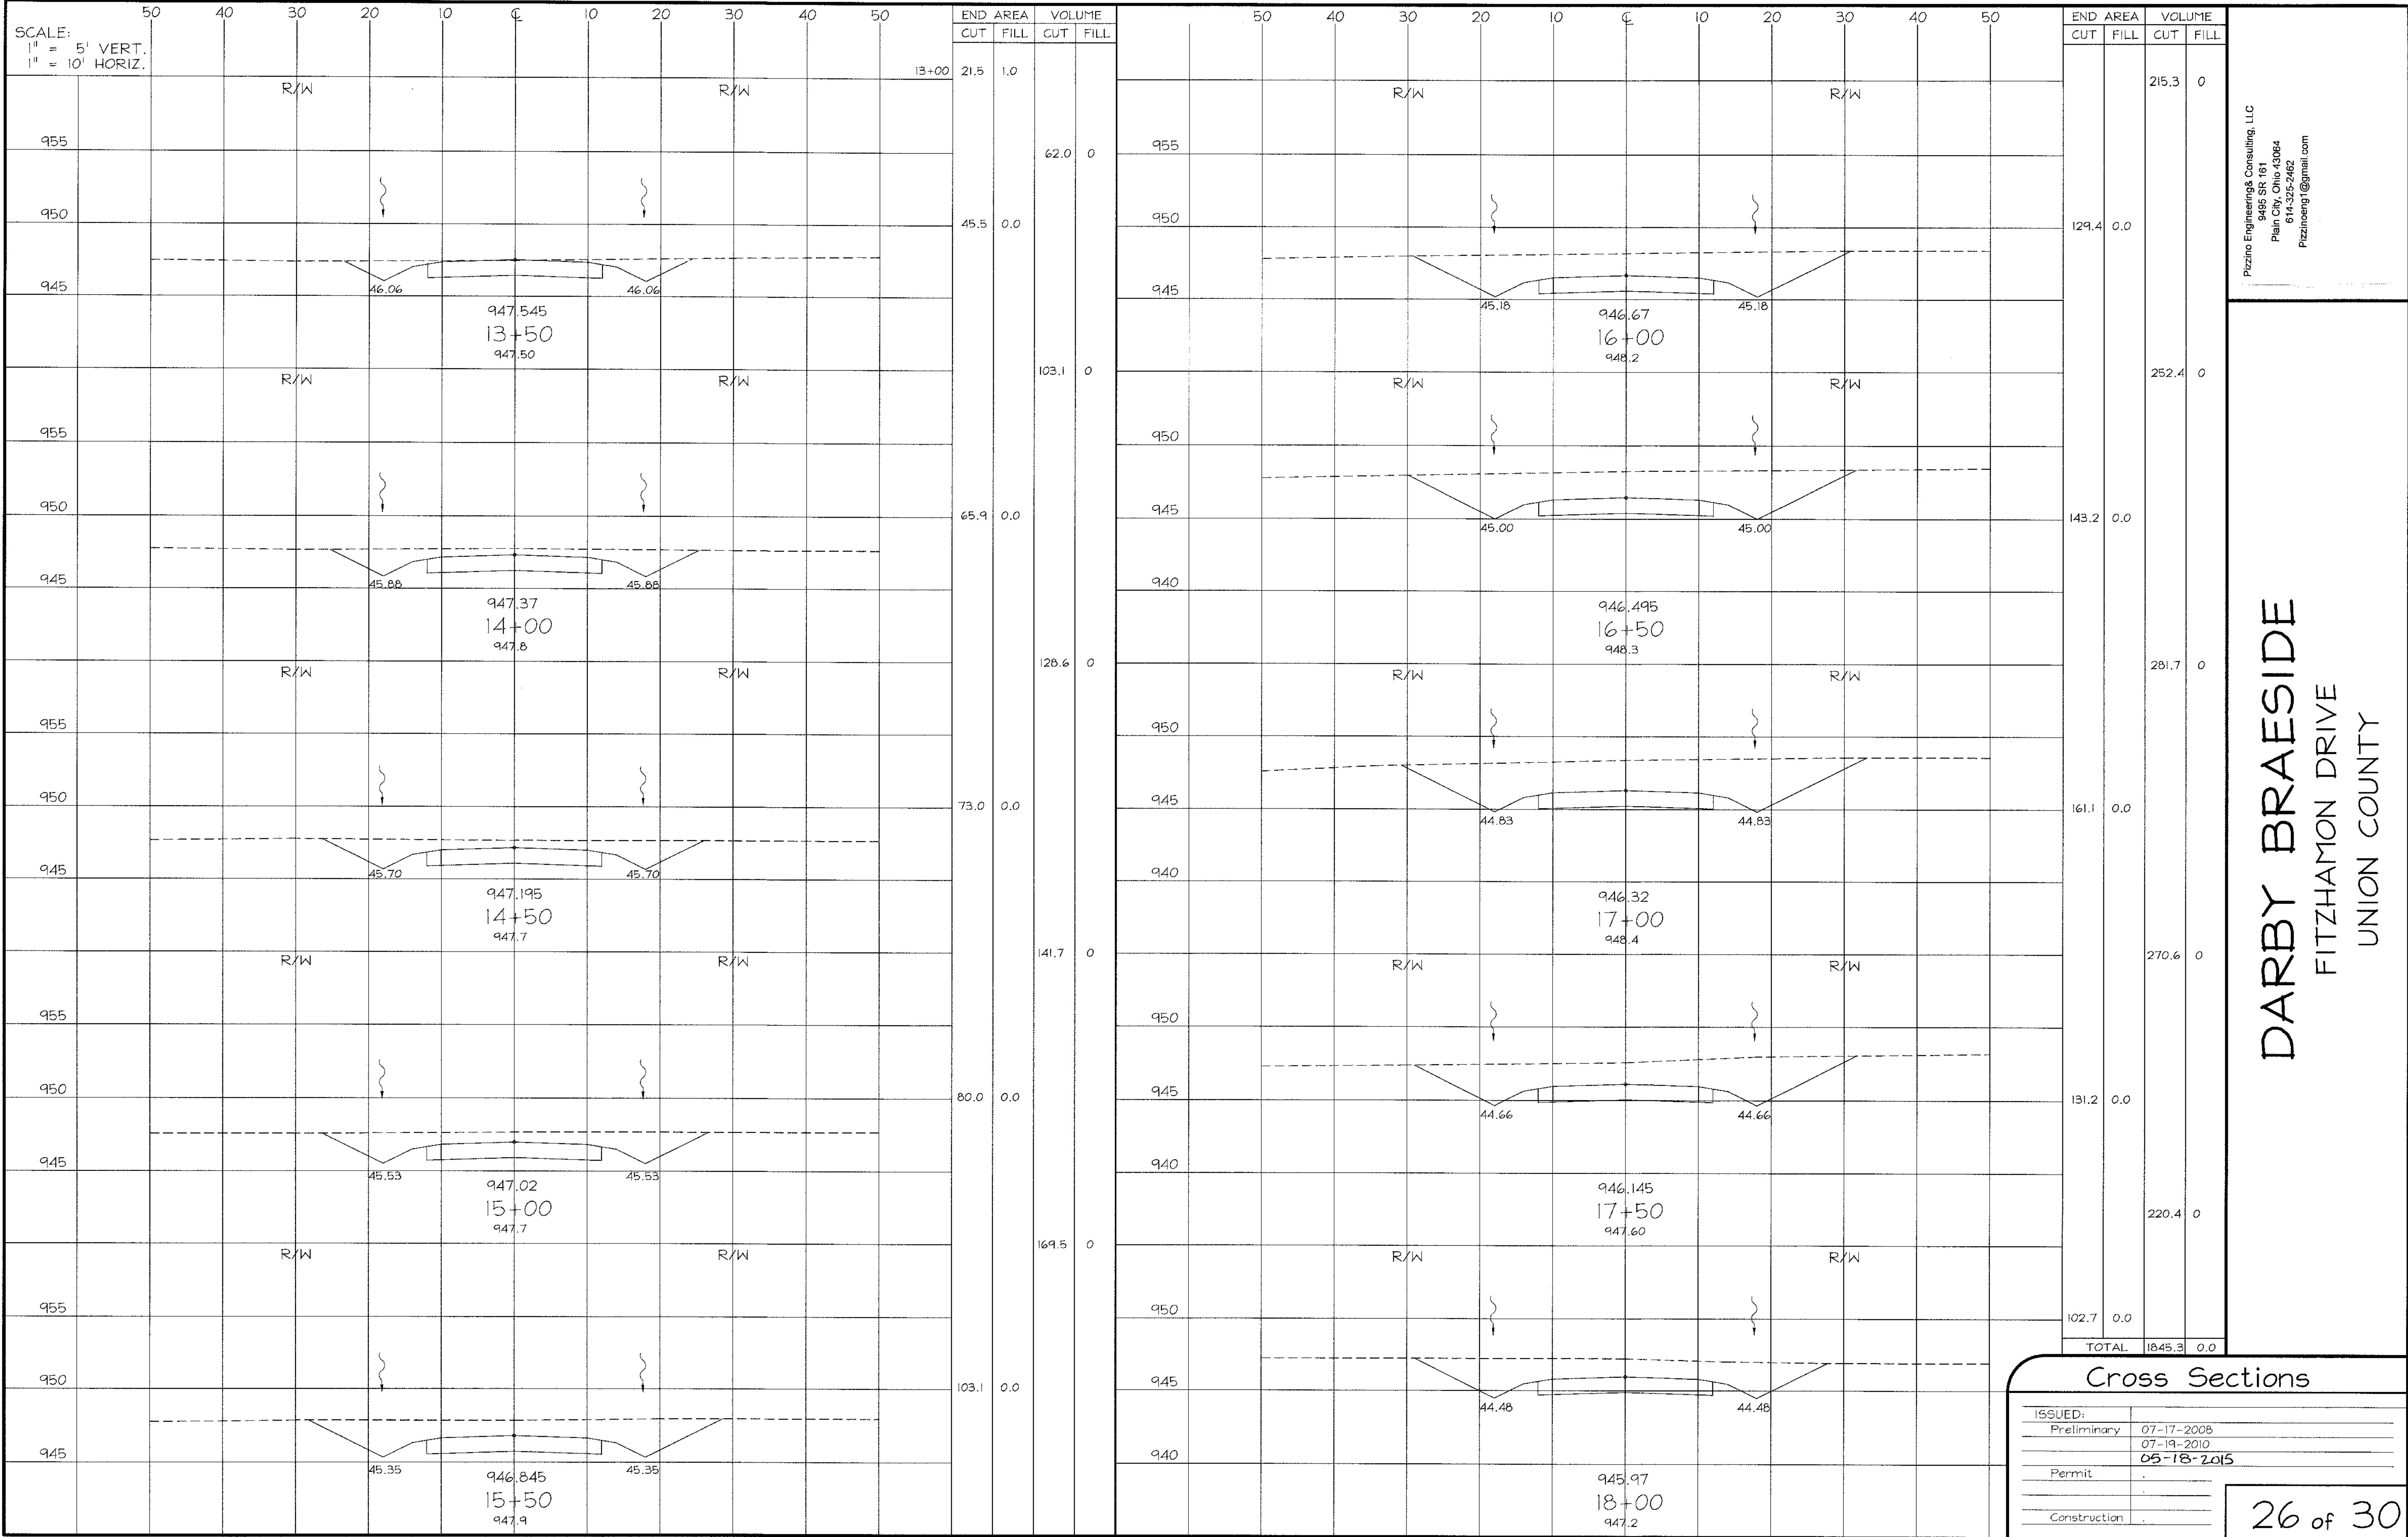 SCALE:
1" = 5' VERT.
1" = 10' HORIZ.
50 40 30 20 10 ℄ 10 20 30 40 50
END AREA VOLUME
CUT FILL CUT FILL
13+00 21.5 1.0
R/W R/W
955
62.0 0
950
45.5 0.0
945
46.06 46.06
947.545
13+50
947.50
R/W R/W
103.1 0
955
950
65.9 0.0
945
45.88 45.88
947.37
14+00
947.8
R/W R/W
128.6 0
955
950
73.0 0.0
945
45.70 45.70
947.195
14+50
947.7
R/W R/W
141.7 0
955
950
80.0 0.0
945
45.53 45.53
947.02
15+00
947.7
R/W R/W
169.5 0
955
950
103.1 0.0
945
45.35 45.35
946.845
15+50
947.9
50 40 30 20 10 ℄ 10 20 30 40 50
END AREA VOLUME
CUT FILL CUT FILL
215.3 0
R/W R/W
955
950
129.4 0.0
945
45.18 45.18
946.67
16+00
948.2
R/W R/W
252.4 0
950
945
143.2 0.0
45.00 45.00
940
946.495
16+50
948.3
R/W R/W
281.7 0
950
945
161.1 0.0
44.83 44.83
940
946.32
17+00
948.4
R/W R/W
270.6 0
950
945
131.2 0.0
44.66 44.66
940
946.145
17+50
947.60
220.4 0
R/W R/W
950
102.7 0.0
TOTAL 1845.3 0.0
945
44.48 44.48
940
945.97
18+00
947.2
Pizzino Engineering& Consulting, LLC
9495 SR 161
Plain City, Ohio 43064
614-325-2462
Pizzinoeng1@gmail.com
DARBY BRAESIDE
FITZHAMON DRIVE
UNION COUNTY
Cross Sections
ISSUED:
Preliminary 07-17-2008
07-19-2010
05-18-2015
Permit .
Construction .
26 of 30